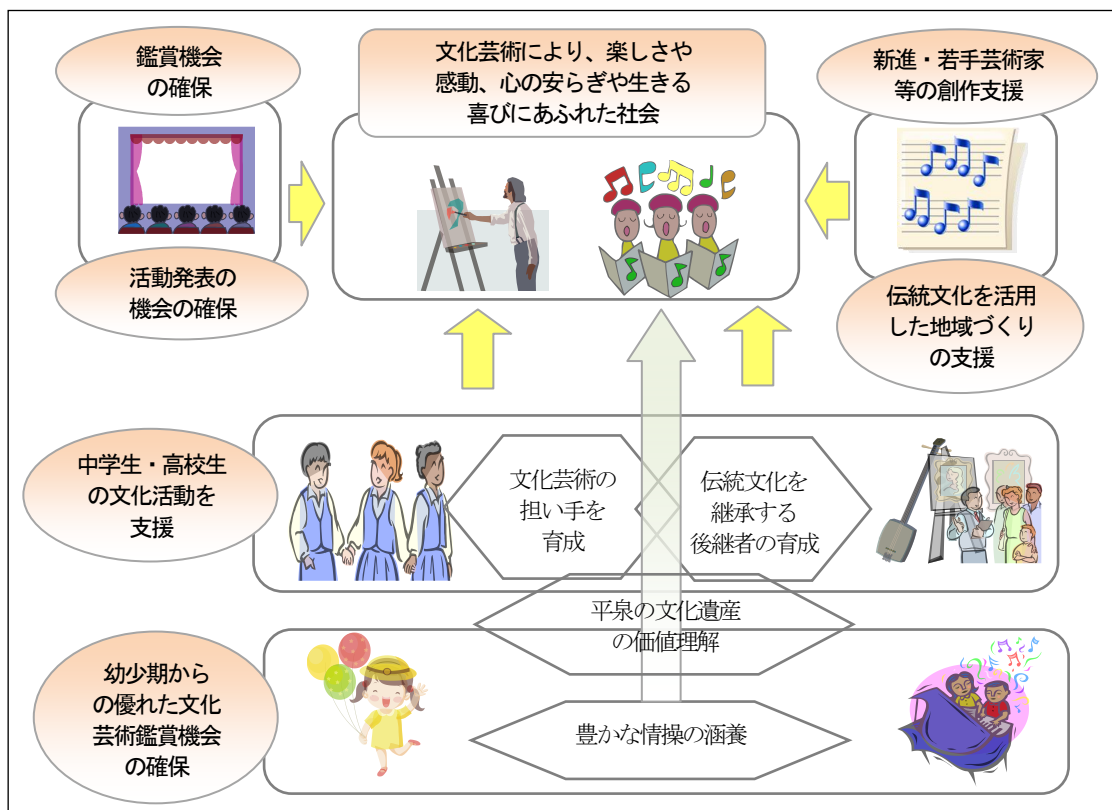 鑑賞機会
の確保
文化芸術により、楽しさや
感動、心の安らぎや生きる
喜びにあふれた社会
新進・若手芸術家
等の創作支援
活動発表の
機会の確保
伝統文化を活用
した地域づくり
の支援
中学生・高校生
の文化活動を
支援
文化芸術の
担い手を
育成
伝統文化を
継承する
後継者の育成
平泉の文化遺産
の価値理解
幼少期から
の優れた文化
芸術鑑賞機会
の確保
豊かな情操の涵養